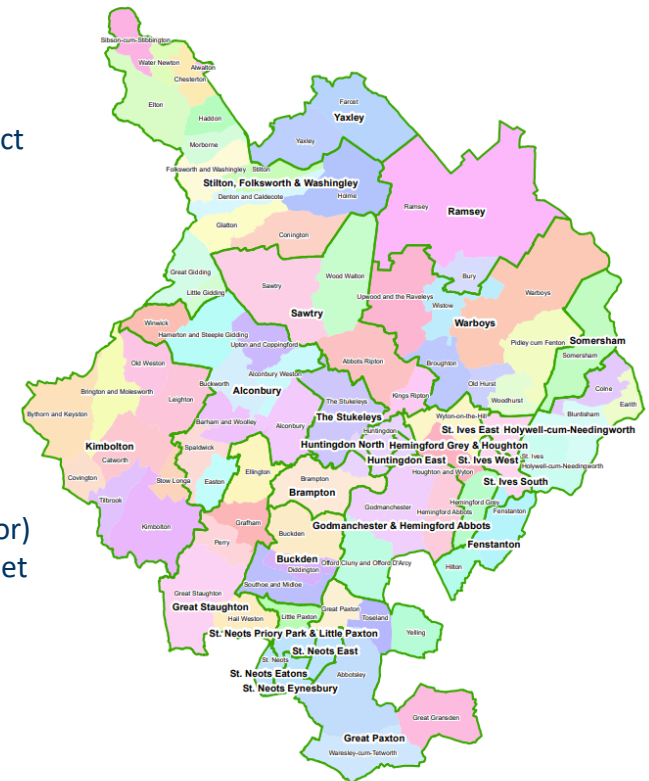 Sibson-cum-Stibbington
Water Newton
Alwalton
Chesterton
Elton
Haddon
Morborne
Farcet
Yaxley
Yaxley
ct
Folksworth and Washingley
Stilton
Stilton, Folksworth & Washingley
Denton and Caldecote
Holme
Glatton
Conington
Ramsey
Ramsey
Bury
Great Gidding
Little Gidding
Sawtry
Wood Walton
Sawtry
Upwood and the Raveleys
Wistow
Warboys
Warboys
Pidley cum Fenton
Somersham
Somersham
Winwick
Hamerton and Steeple Gidding
Upton and Coppingford
Abbots Ripton
Broughton
Old Hurst
Woodhurst
Colne
Earith
Bluntisham
Old Weston
Brington and Molesworth
Leighton
Bythorn and Keyston
Buckworth
Alconbury Weston
Alconbury
Barham and Woolley
Alconbury
The Stukeleys
The Stukeleys
Kings Ripton
Wyton-on-the-Hill
Huntingdon
St. Ives East
Holywell-cum-Needingworth
Kimbolton
Catworth
Spaldwick
Huntingdon North
Hemingford Grey & Houghton
Huntingdon East
St. Ives West
St. Ives
Holywell-cum-Needingworth
Houghton and Wyton
Covington
Tilbrook
Stow Longa
Easton
Ellington
Brampton
Brampton
St. Ives South
Kimbolton
Grafham
Perry
Buckden
Godmanchester
Hemingford Abbots
Hemingford Grey
Fenstanton
Godmanchester & Hemingford Abbots
Fenstanton
or)
et
Buckden
Diddington
Offord Cluny and Offord D'Arcy
Hilton
Southoe and Midloe
Great Staughton
Great Staughton
Hail Weston
Little Paxton
Great Paxton
Toseland
Yelling
St. Neots Priory Park & Little Paxton
St. Neots East
St. Neots
St. Neots Eatons
Abbotsley
St. Neots Eynesbury
Great Gransden
Great Paxton
Waresley-cum-Tetworth